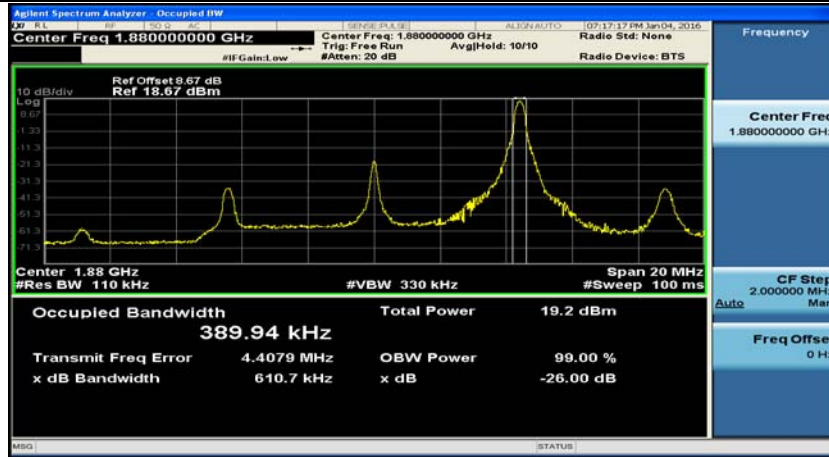 Agilent Spectrum Analyzer - Occupied BW
RL RF 50 Ω AC SENSE:PULSE ALIGN AUTO 07:17:17 PM Jan 04, 2016
Center Freq 1.880000000 GHz Center Freq: 1.880000000 GHz Radio Std: None Frequency
Trig: Free Run Avg|Hold: 10/10
#IFGain:Low #Atten: 20 dB Radio Device: BTS
Ref Offset 8.67 dB
10 dB/div Ref 18.67 dBm
Log
8.67
-1.33
-11.3
-21.3
-31.3
-41.3
-51.3
-61.3
-71.3
Center Freq
1.880000000 GHz
Center 1.88 GHz Span 20 MHz
#Res BW 110 kHz #VBW 330 kHz #Sweep 100 ms
CF Step
2.000000 MHz
Auto Man
Occupied Bandwidth Total Power 19.2 dBm
389.94 kHz
Transmit Freq Error 4.4079 MHz OBW Power 99.00 %
x dB Bandwidth 610.7 kHz x dB -26.00 dB
Freq Offset
0 Hz
MSG STATUS